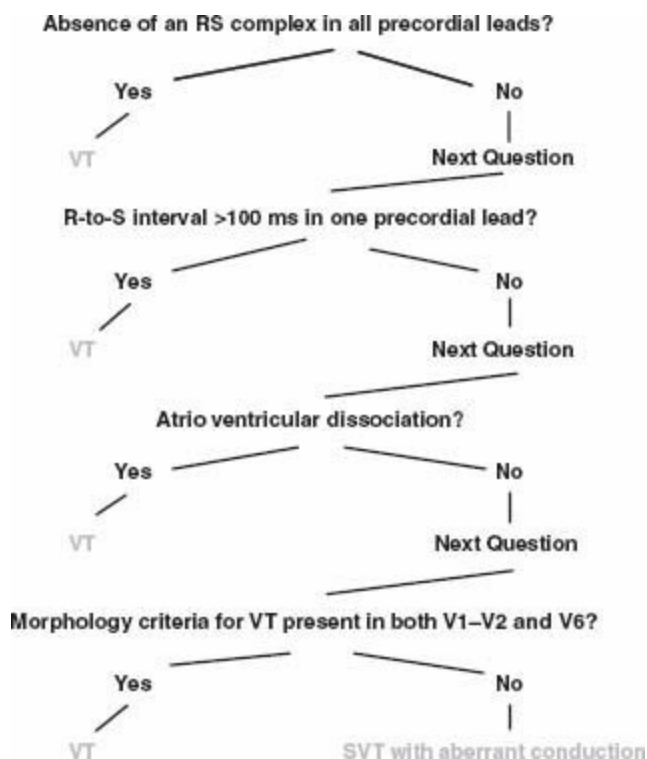 Absence of an RS complex in all precordial leads?
Yes No
VT Next Question
R-to-S interval >100 ms in one precordial lead?
Yes No
VT Next Question
Atrio ventricular dissociation?
Yes No
VT Next Question
Morphology criteria for VT present in both V1–V2 and V6?
Yes No
VT SVT with aberrant conduction